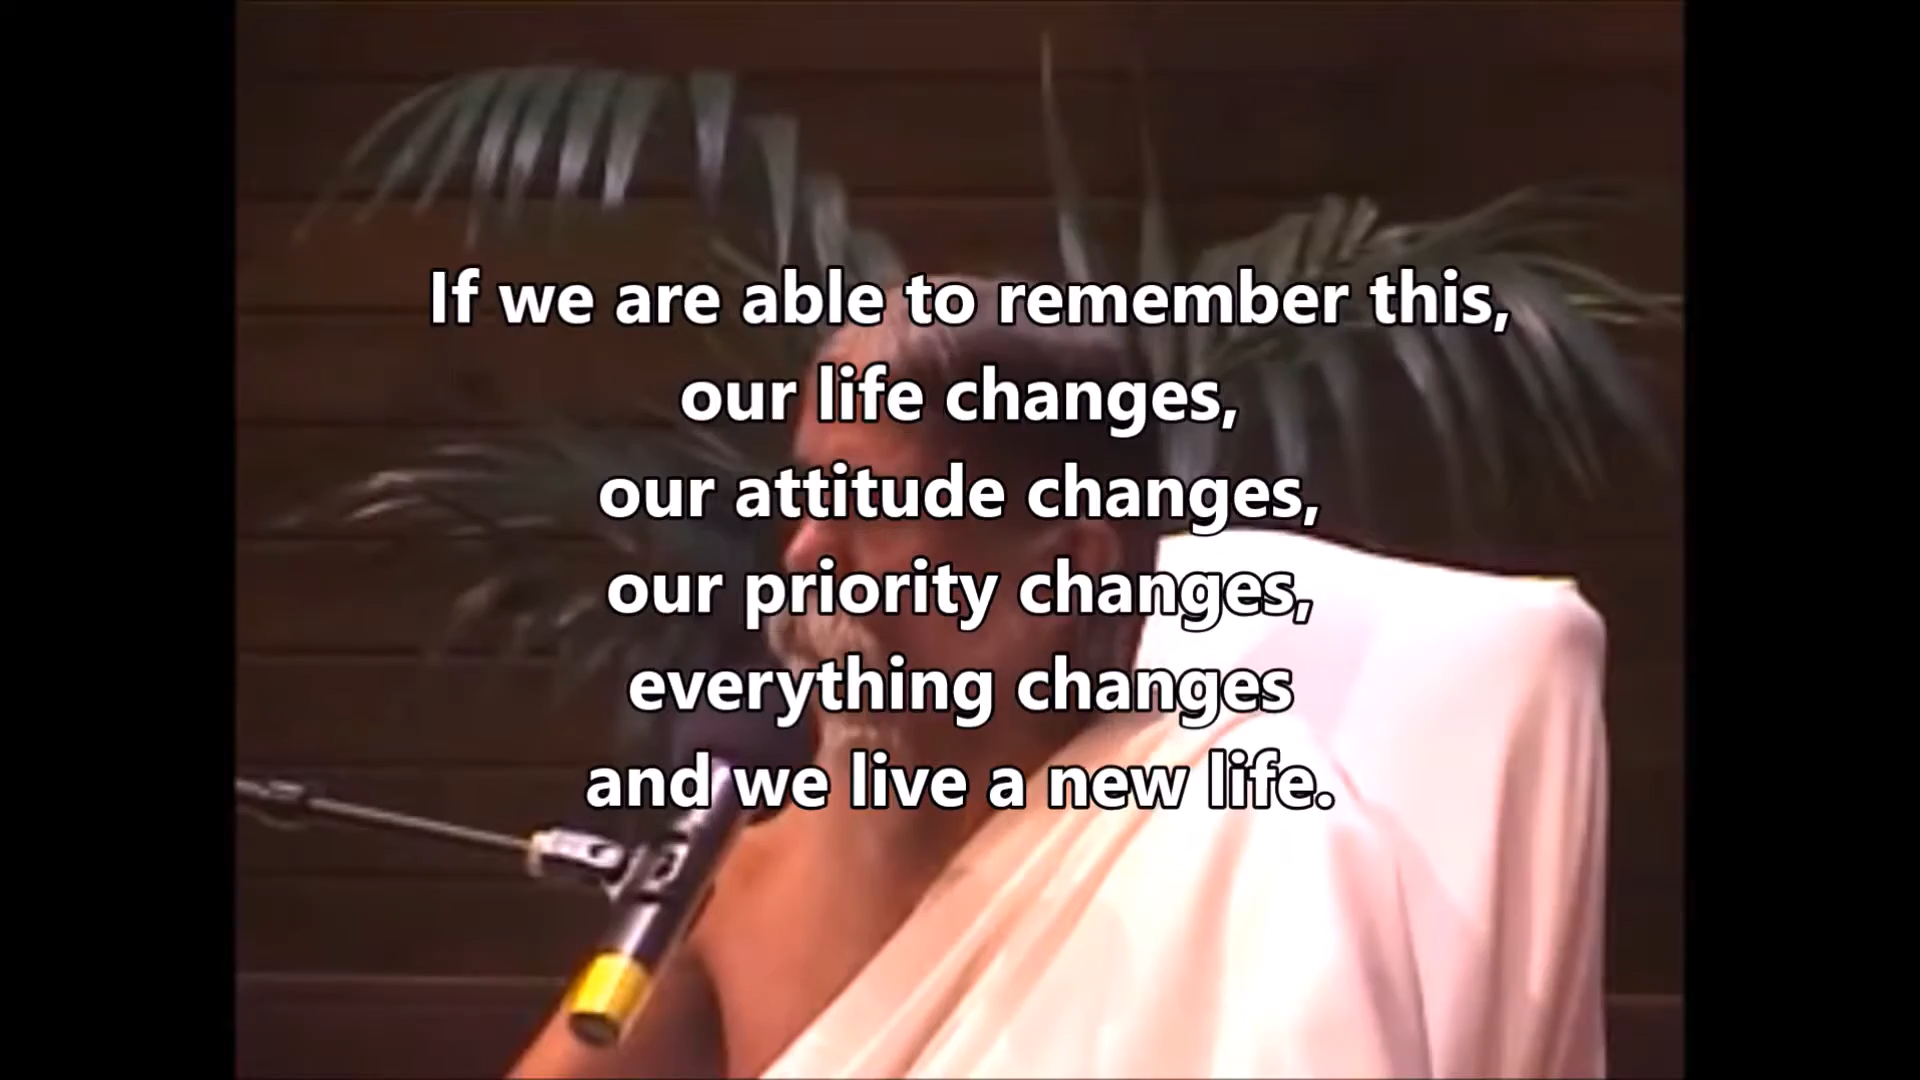 If we are able to remember this,
our life changes,
our attitude changes,
our priority changes,
everything changes
and we live a new life.